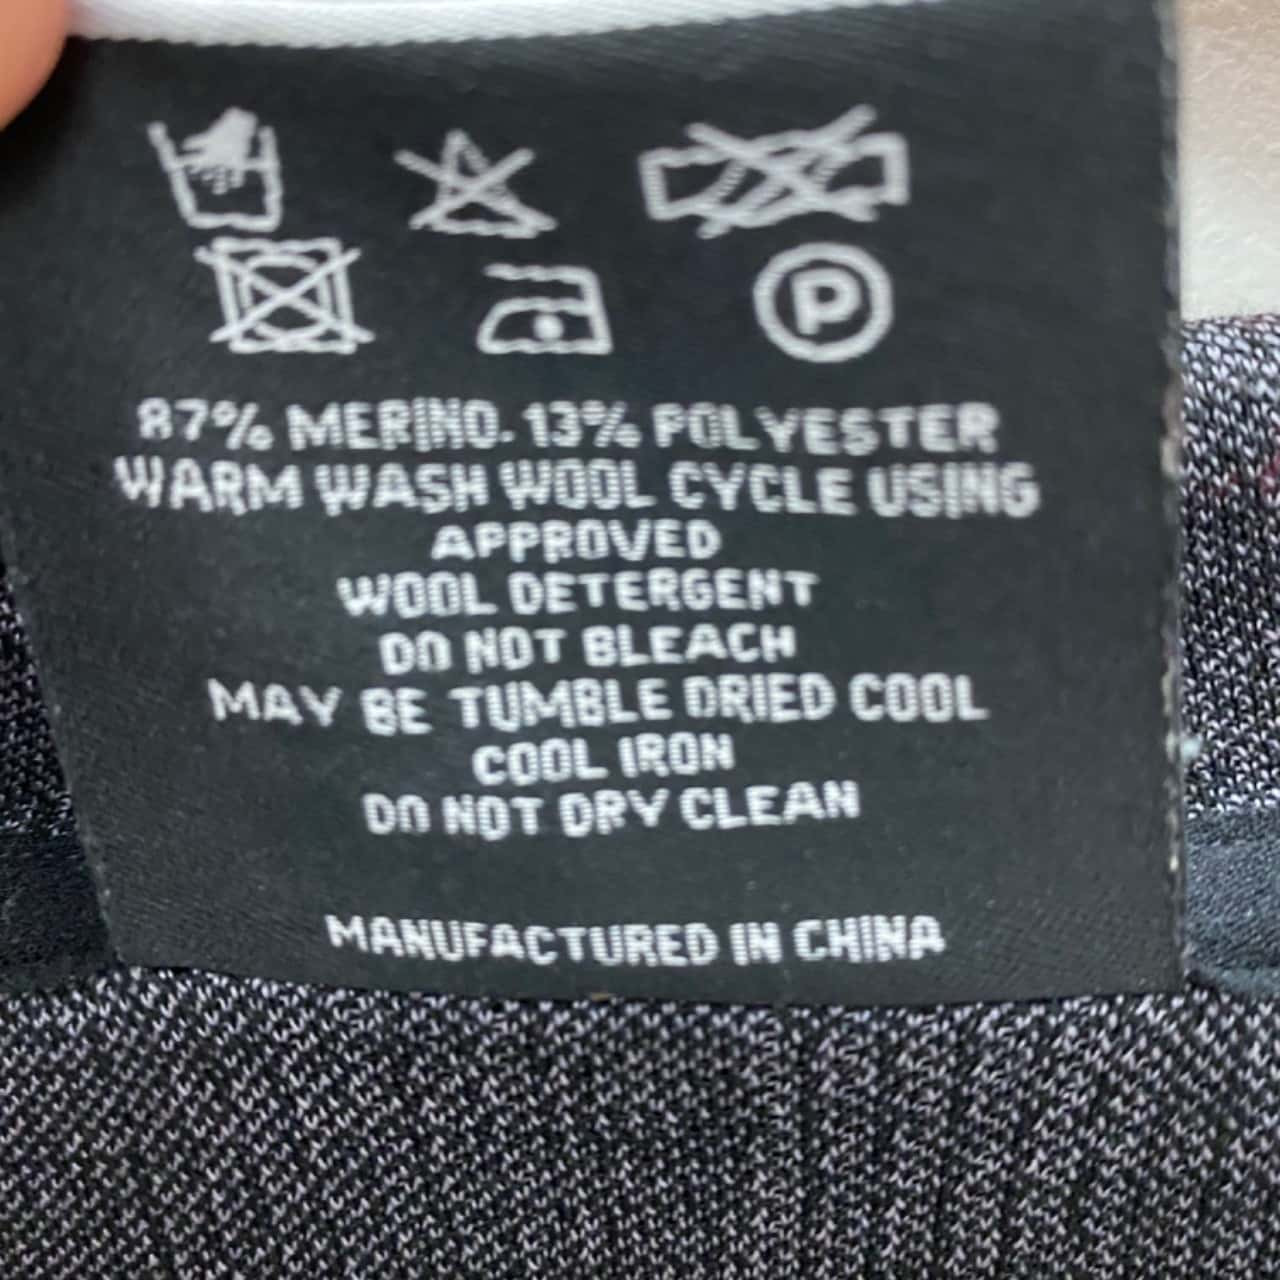 P
87% MERINO. 13% POLYESTER
WARM WASH WOOL CYCLE USING
APPROVED
WOOL DETERGENT
DO NOT BLEACH
MAY BE TUMBLE DRIED COOL
COOL IRON
DO NOT DRY CLEAN
MANUFACTURED IN CHINA